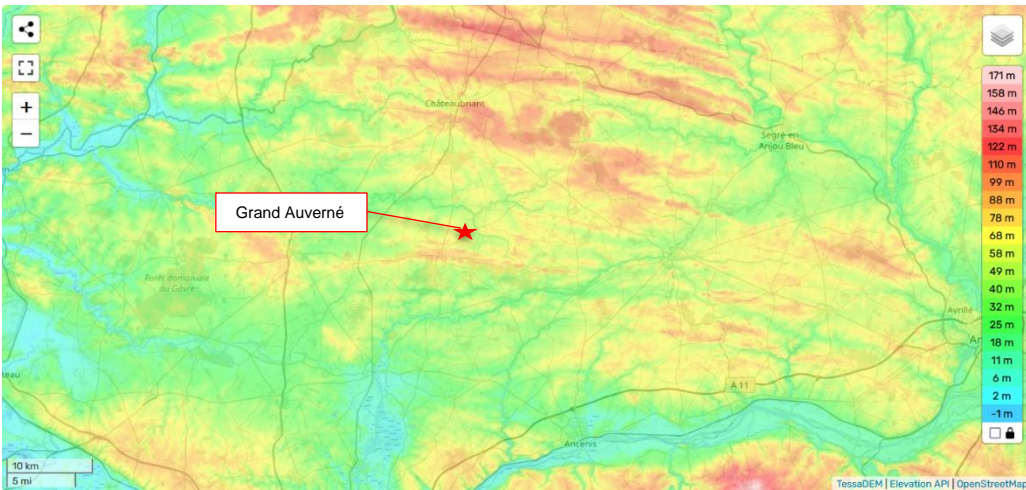 171 m
158 m
146 m
134 m
122 m
110 m
99 m
88 m
78 m
68 m
58 m
49 m
40 m
32 m
25 m
18 m
11 m
6 m
2 m
-1 m
+
−
Châteaubriant
Segré-en-
Anjou Bleu
Grand Auverné
Forêt domaniale
du Gâvre
Avrillé
An
teau
A 11
Ancenis
10 km
5 mi
TessaDEM | Elevation API | OpenStreetMap